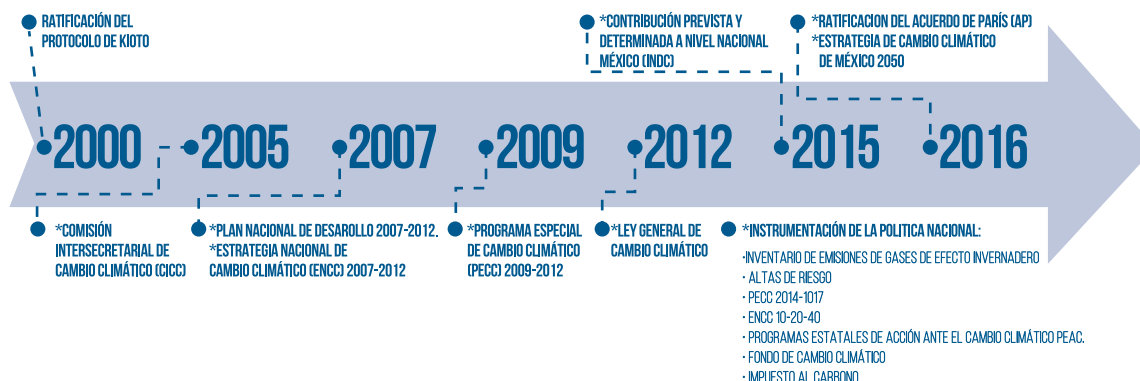 RATIFICACIÓN DEL
PROTOCOLO DE KIOTO
*CONTRIBUCIÓN PREVISTA Y
DETERMINADA A NIVEL NACIONAL
MÉXICO (INDC)
*RATIFICACION DEL ACUERDO DE PARÍS (AP)
*ESTRATEGIA DE CAMBIO CLIMÁTICO
DE MÉXICO 2050
2000
2005
2007
2009
2012
2015
2016
*COMISIÓN
INTERSECRETARIAL DE
CAMBIO CLIMÁTICO (CICC)
*PLAN NACIONAL DE DESAROLLO 2007-2012.
*ESTRATEGIA NACIONAL DE
CAMBIO CLIMÁTICO (ENCC) 2007-2012
*PROGRAMA ESPECIAL
DE CAMBIO CLIMÁTICO
(PECC) 2009-2012
*LEY GENERAL DE
CAMBIO CLIMÁTICO
*INSTRUMENTACIÓN DE LA POLITICA NACIONAL:
·INVENTARIO DE EMISIONES DE GASES DE EFECTO INVERNADERO
· ALTAS DE RIESGO
· PECC 2014-1017
· ENCC 10-20-40
· PROGRAMAS ESTATALES DE ACCIÓN ANTE EL CAMBIO CLIMÁTICO PEAC.
· FONDO DE CAMBIO CLIMÁTICO
· IMPUESTO AL CARBONO